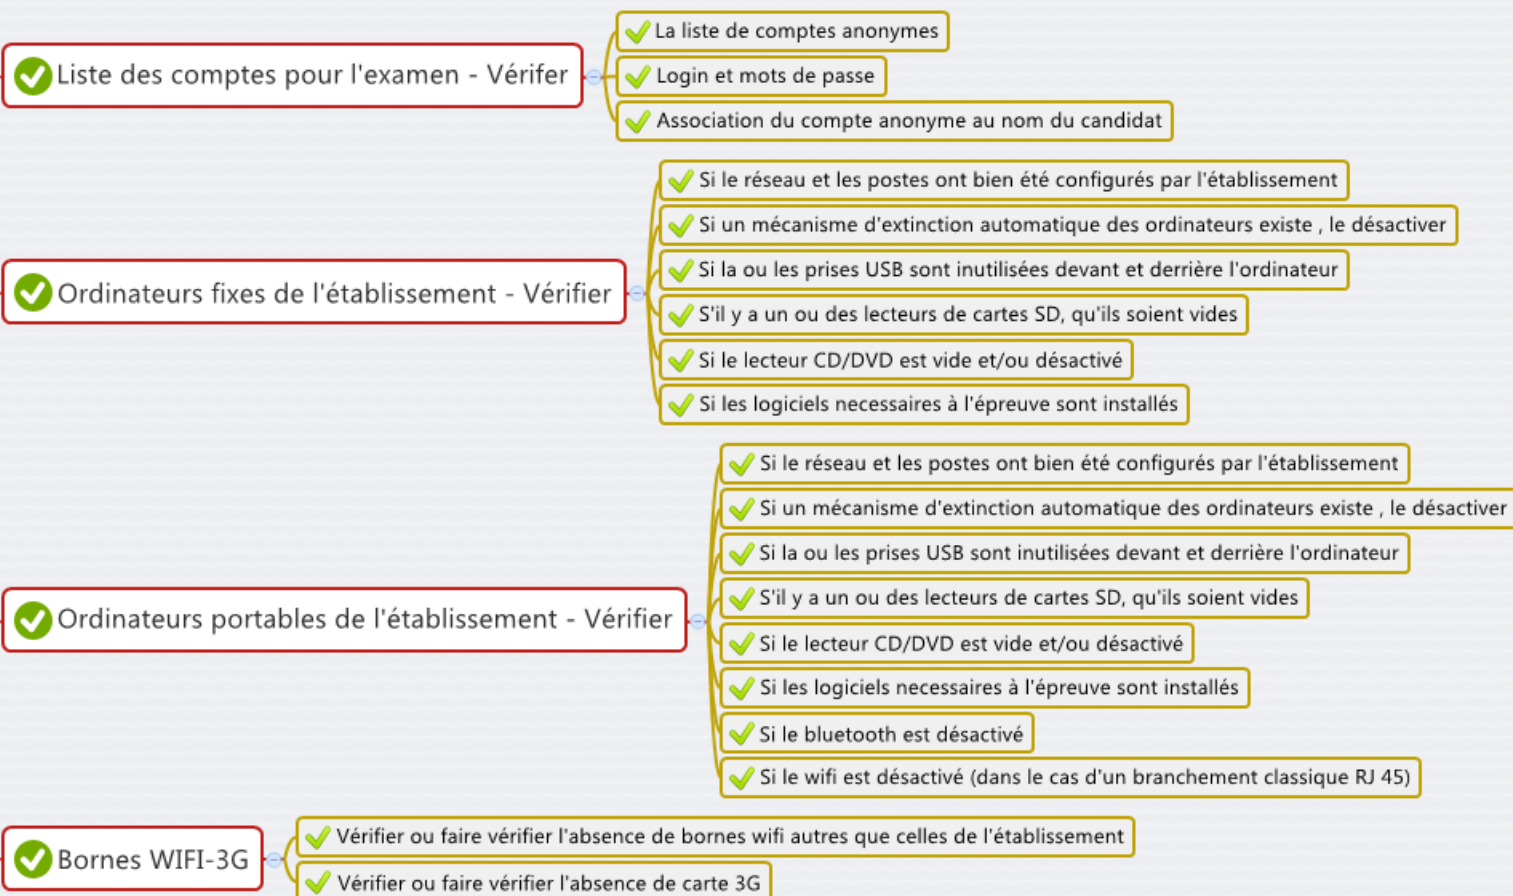 Liste des comptes pour l'examen - Vérifer
La liste de comptes anonymes
Login et mots de passe
Association du compte anonyme au nom du candidat
Ordinateurs fixes de l'établissement - Vérifier
Si le réseau et les postes ont bien été configurés par l'établissement
Si un mécanisme d'extinction automatique des ordinateurs existe , le désactiver
Si la ou les prises USB sont inutilisées devant et derrière l'ordinateur
S'il y a un ou des lecteurs de cartes SD, qu'ils soient vides
Si le lecteur CD/DVD est vide et/ou désactivé
Si les logiciels necessaires à l'épreuve sont installés
Ordinateurs portables de l'établissement - Vérifier
Si le réseau et les postes ont bien été configurés par l'établissement
Si un mécanisme d'extinction automatique des ordinateurs existe , le désactiver
Si la ou les prises USB sont inutilisées devant et derrière l'ordinateur
S'il y a un ou des lecteurs de cartes SD, qu'ils soient vides
Si le lecteur CD/DVD est vide et/ou désactivé
Si les logiciels necessaires à l'épreuve sont installés
Si le bluetooth est désactivé
Si le wifi est désactivé (dans le cas d'un branchement classique RJ 45)
Bornes WIFI-3G
Vérifier ou faire vérifier l'absence de bornes wifi autres que celles de l'établissement
Vérifier ou faire vérifier l'absence de carte 3G